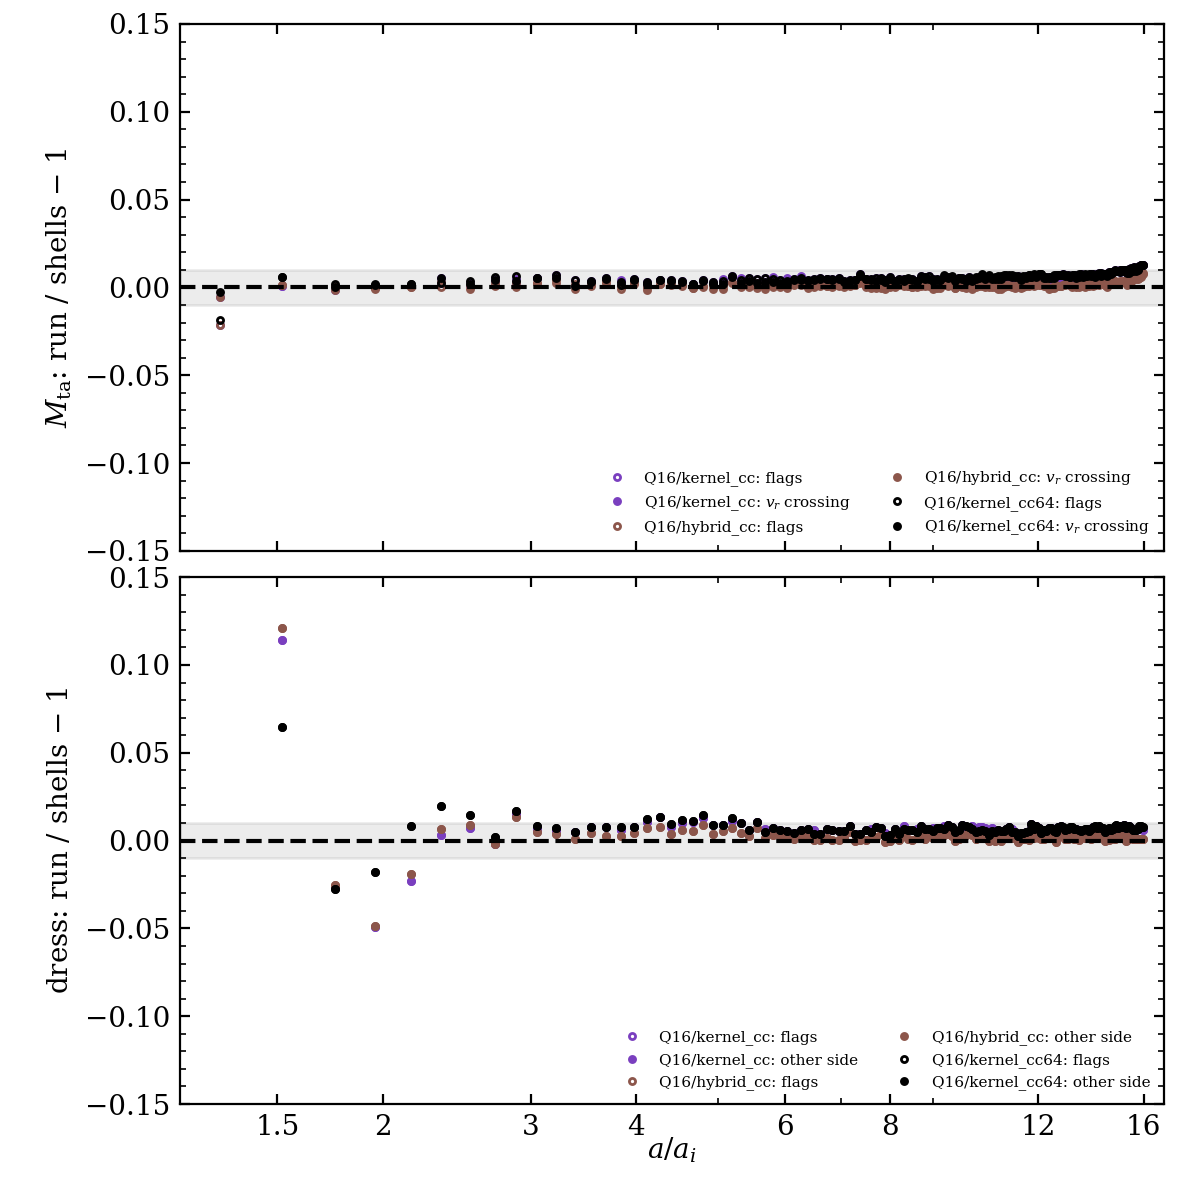 0.15
0.10
0.05
0.00
−0.05
−0.10
−0.15
M_ta: run / shells − 1
Q16/kernel_cc: flags
Q16/kernel_cc: v_r crossing
Q16/hybrid_cc: flags
Q16/hybrid_cc: v_r crossing
Q16/kernel_cc64: flags
Q16/kernel_cc64: v_r crossing
0.15
0.10
0.05
0.00
−0.05
−0.10
−0.15
dress: run / shells − 1
Q16/kernel_cc: flags
Q16/kernel_cc: other side
Q16/hybrid_cc: flags
Q16/hybrid_cc: other side
Q16/kernel_cc64: flags
Q16/kernel_cc64: other side
1.5 2 3 4 6 8 12 16
a/a_i